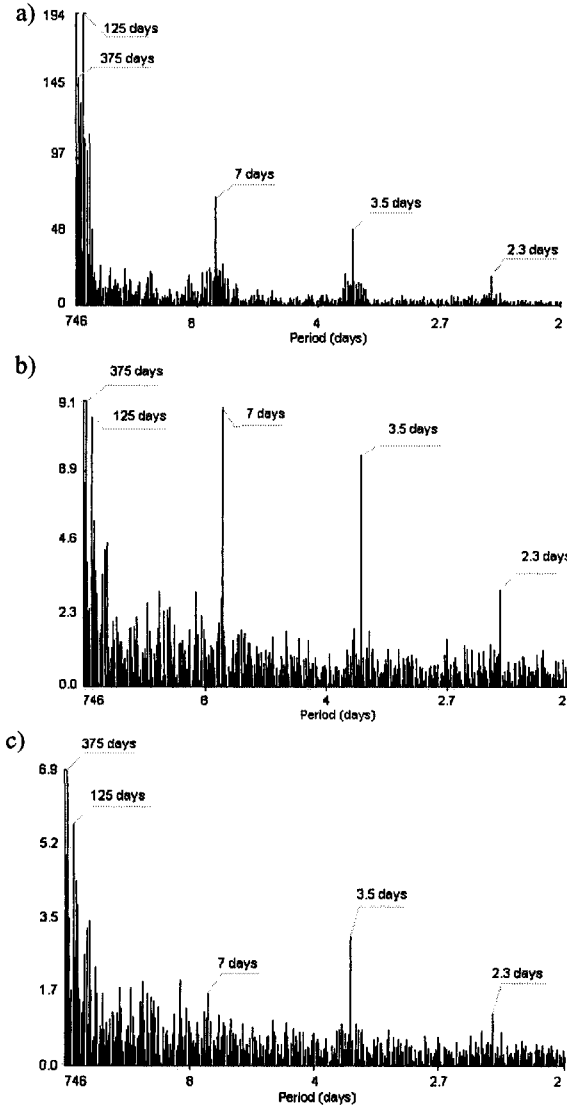 a)
194
125 days
375 days
145
97
7 days
3.5 days
48
2.3 days
0
746 8 4 2.7 2
Period (days)
b)
375 days
9.1
125 days
7 days
3.5 days
6.9
4.6
2.3 days
2.3
0.0
746 8 4 2.7 2
Period (days)
c)
375 days
6.9
125 days
5.2
3.5 days
3.5
7 days
2.3 days
1.7
0.0
746 8 4 2.7 2
Period (days)